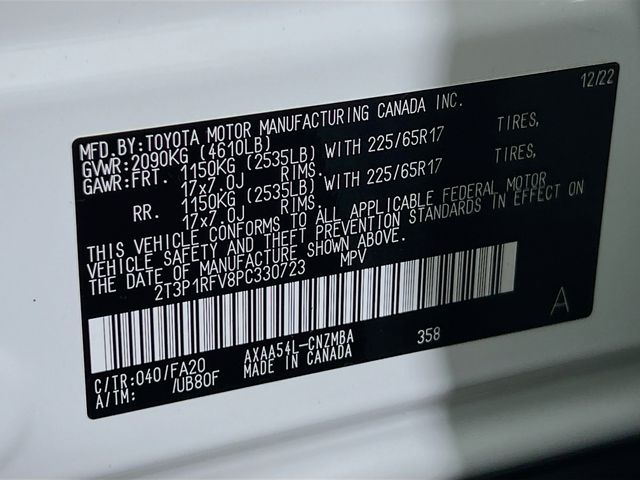 12/22
MFD.BY:TOYOTA MOTOR MANUFACTURING CANADA INC.
GVWR:2090KG (4610LB)
GAWR:FRT. 1150KG (2535LB) WITH 225/65R17 TIRES,
17x7.0J RIMS.
RR. 1150KG (2535LB) WITH 225/65R17 TIRES,
17x7.0J RIMS.
THIS VEHICLE CONFORMS TO ALL APPLICABLE FEDERAL MOTOR
VEHICLE SAFETY AND THEFT PREVENTION STANDARDS IN EFFECT ON
THE DATE OF MANUFACTURE SHOWN ABOVE.
2T3P1RFV8PC330723 MPV
A
C/TR:040/FA20 AXAA54L-CNZMBA 358
A/TM: /UB80F MADE IN CANADA